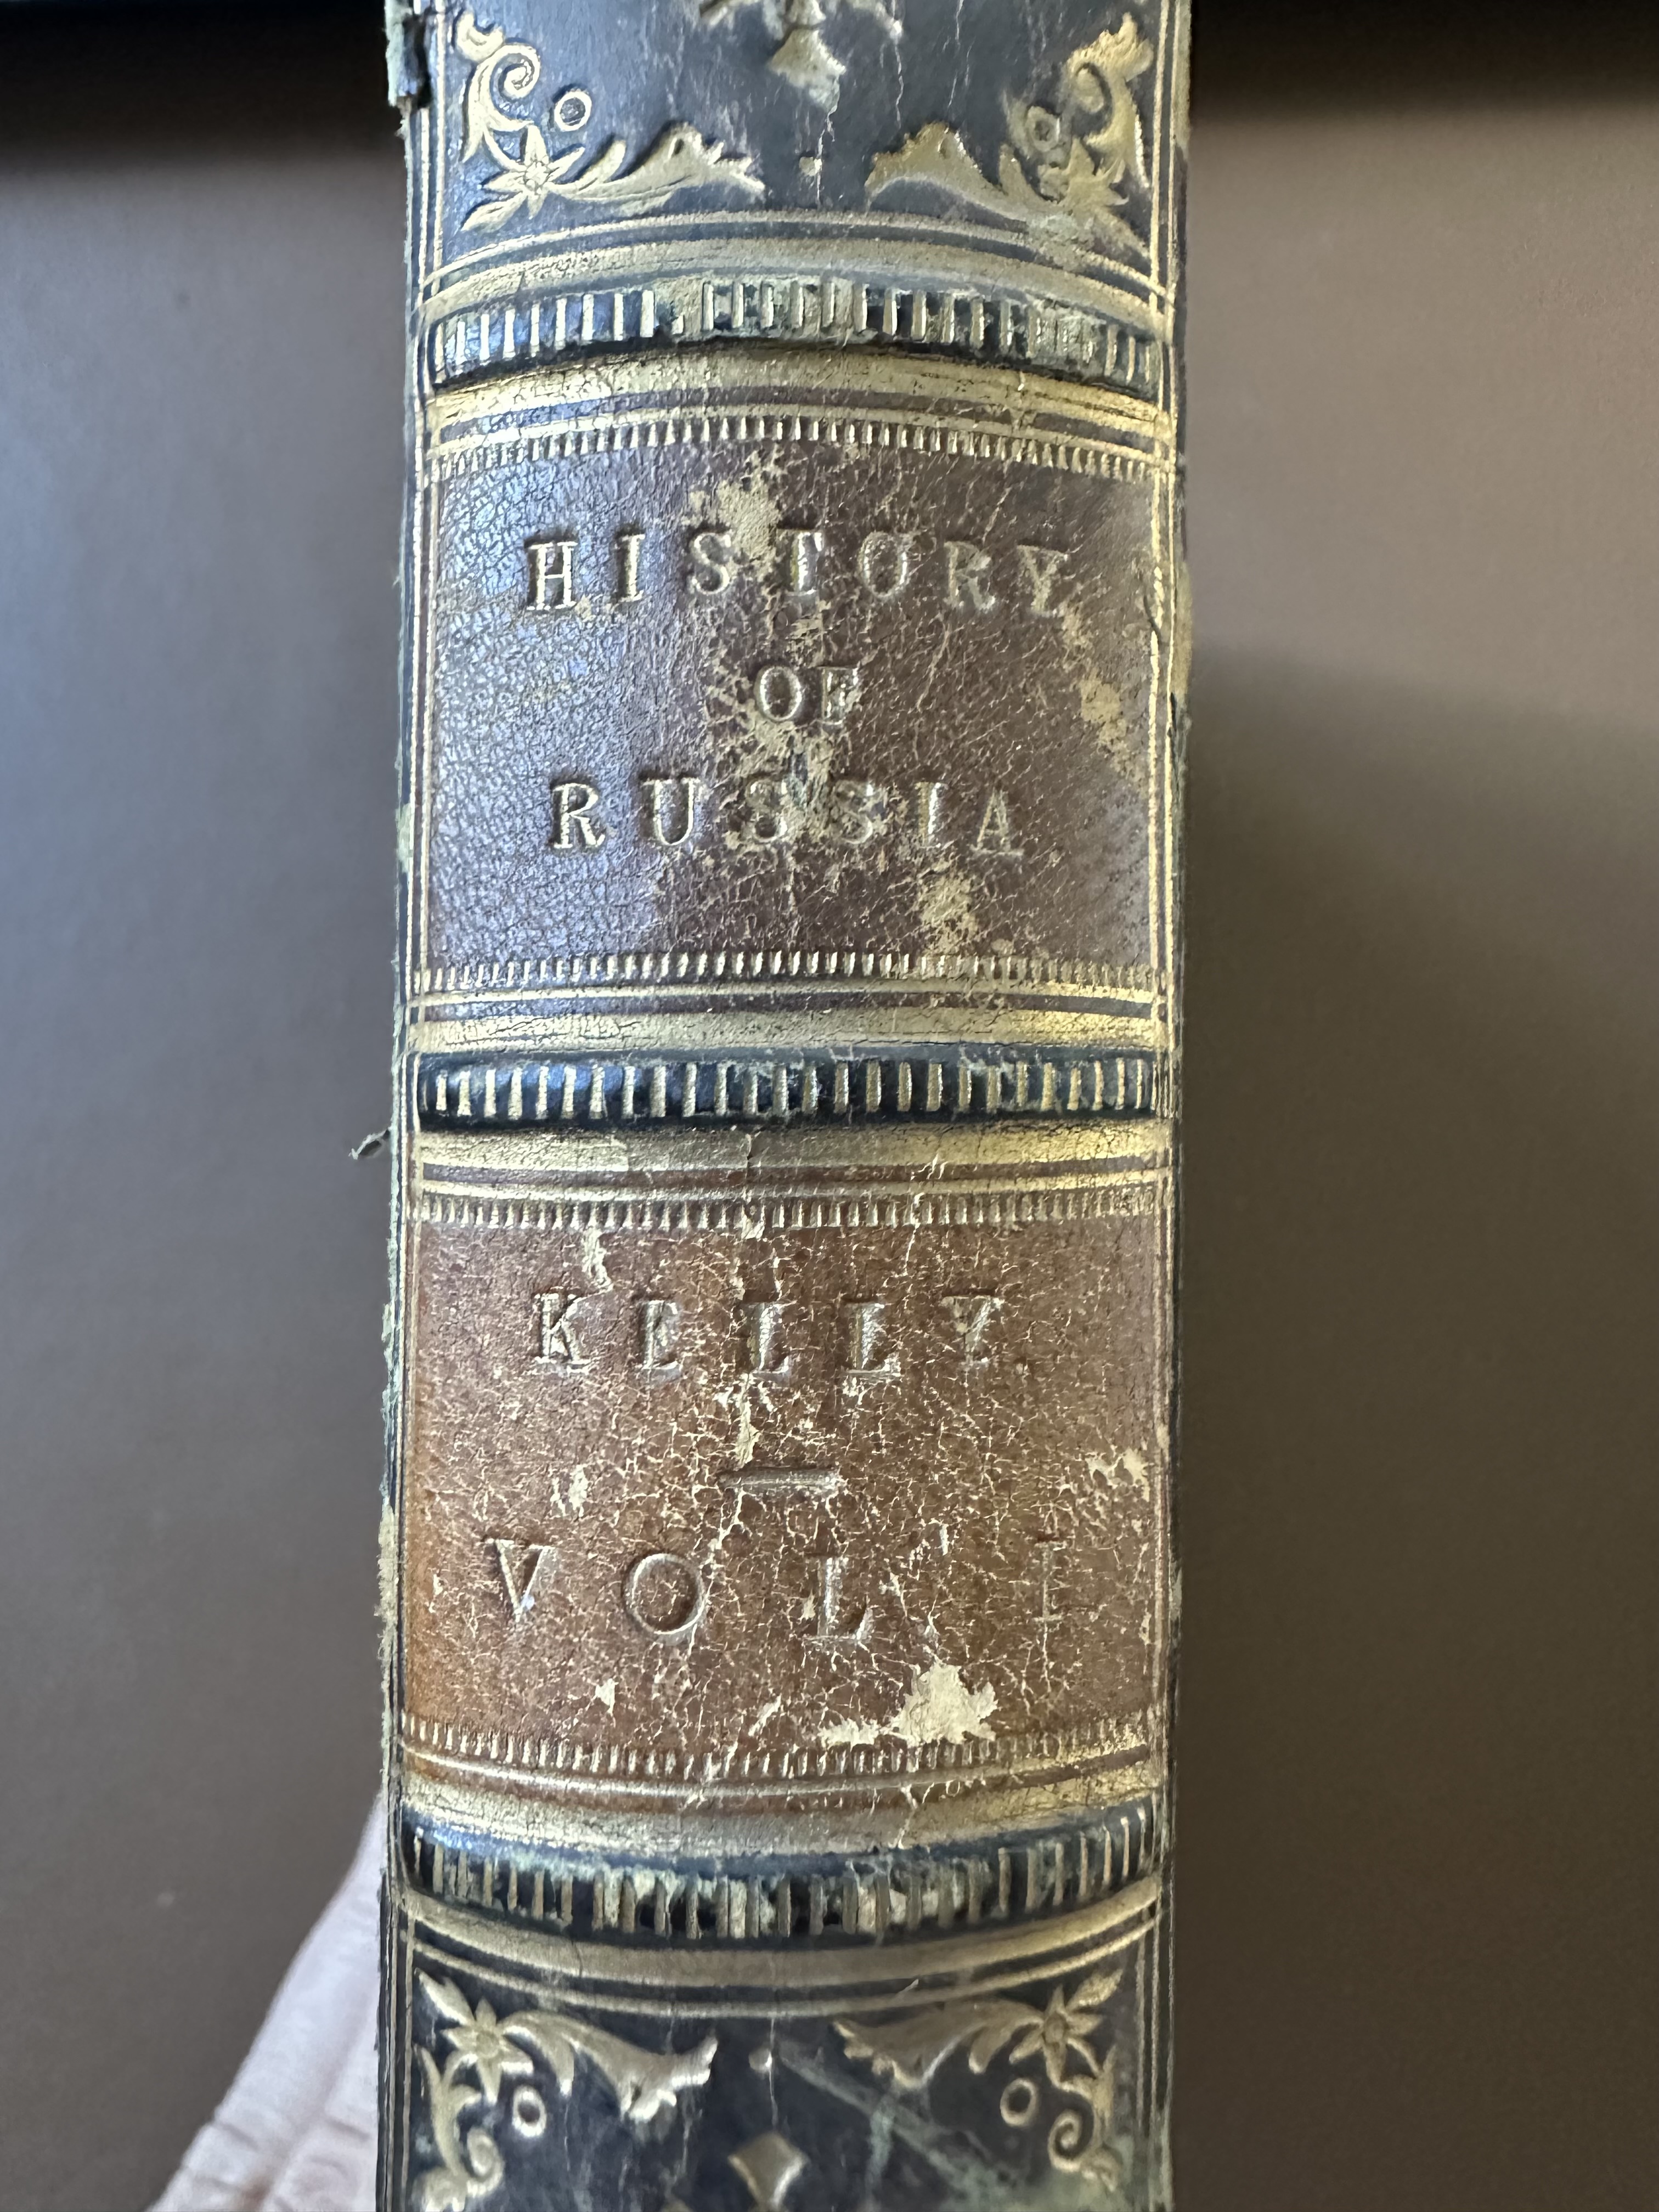 HISTORY
OF
RUSSIA
KELLY
VOL. I